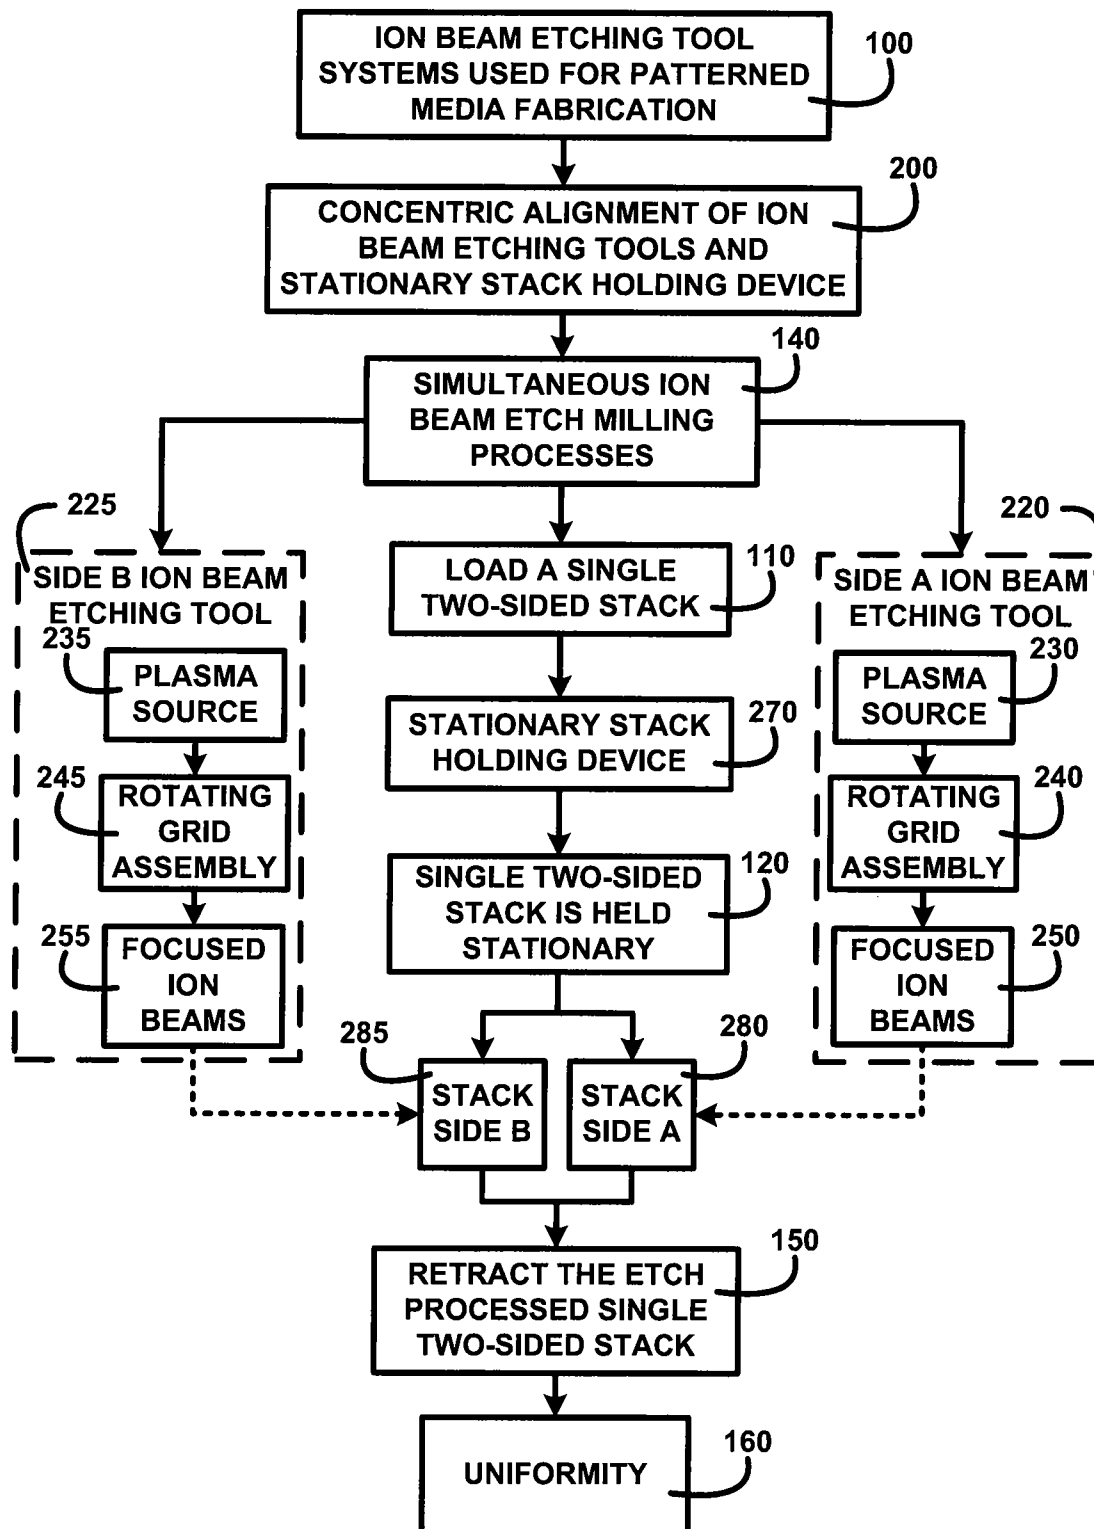 ION BEAM ETCHING TOOL
SYSTEMS USED FOR PATTERNED
MEDIA FABRICATION
100
200
CONCENTRIC ALIGNMENT OF ION
BEAM ETCHING TOOLS AND
STATIONARY STACK HOLDING DEVICE
140
SIMULTANEOUS ION
BEAM ETCH MILLING
PROCESSES
225
SIDE B ION BEAM
ETCHING TOOL
235
PLASMA
SOURCE
245
ROTATING
GRID
ASSEMBLY
255
FOCUSED
ION
BEAMS
110
LOAD A SINGLE
TWO-SIDED STACK
270
STATIONARY STACK
HOLDING DEVICE
120
SINGLE TWO-SIDED
STACK IS HELD
STATIONARY
220
SIDE A ION BEAM
ETCHING TOOL
230
PLASMA
SOURCE
240
ROTATING
GRID
ASSEMBLY
250
FOCUSED
ION
BEAMS
285
STACK
SIDE B
280
STACK
SIDE A
150
RETRACT THE ETCH
PROCESSED SINGLE
TWO-SIDED STACK
160
UNIFORMITY